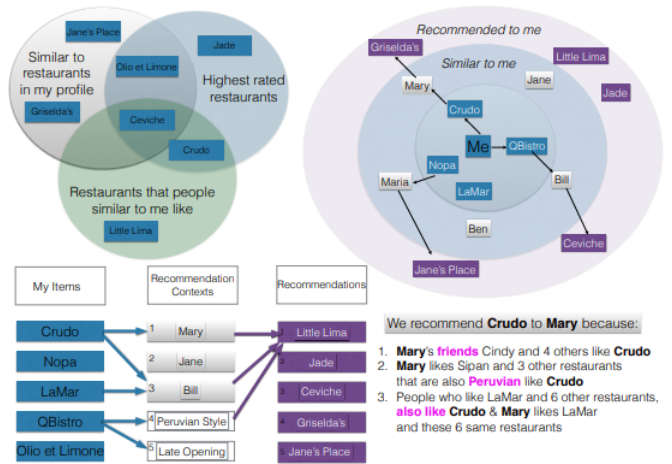 Jane's Place
Similar to
restaurants
in my profile
Griselda's
Olio et Limone
Jade
Highest rated
restaurants
Ceviche
Crudo
Restaurants that people
similar to me like
Little Lima
Recommended to me
Griselda's
Similar to me
Little Lima
Mary
Jane
Jade
Crudo
Me
QBistro
Nopa
Maria
LaMar
Bill
Ben
Ceviche
Jane's Place
My Items
Recommendation
Contexts
Recommendations
Crudo
Nopa
LaMar
QBistro
Olio et Limone
1 Mary
2 Jane
3 Bill
4 Peruvian Style
5 Late Opening
1 Little Lima
2 Jade
3 Ceviche
4 Griselda's
5 Jane's Place
We recommend Crudo to Mary because:
1. Mary's friends Cindy and 4 others like Crudo
2. Mary likes Sipan and 3 other restaurants
that are also Peruvian like Crudo
3. People who like LaMar and 6 other restaurants,
also like Crudo & Mary likes LaMar
and these 6 same restaurants